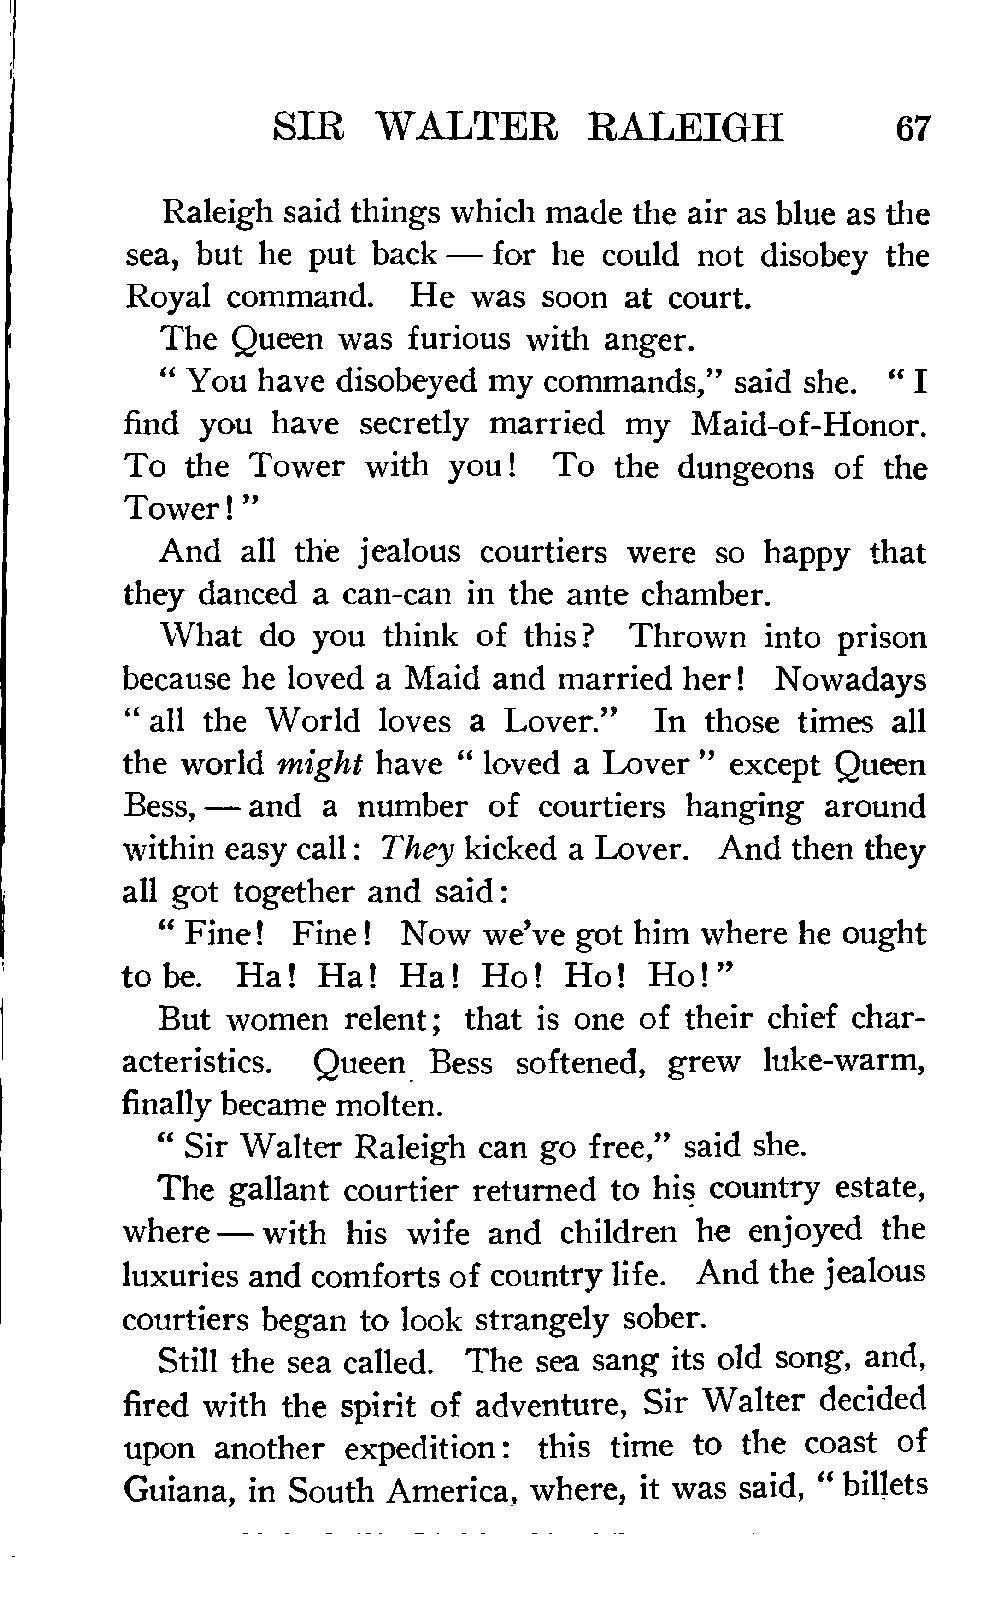 SIR WALTER RALEIGH 67
Raleigh said things which made the air as blue as the
sea, but he put back — for he could not disobey the
Royal command. He was soon at court.
The Queen was furious with anger.
“ You have disobeyed my commands,” said she. “ I
find you have secretly married my Maid-of-Honor.
To the Tower with you! To the dungeons of the
Tower! ”
And all the jealous courtiers were so happy that
they danced a can-can in the ante chamber.
What do you think of this? Thrown into prison
because he loved a Maid and married her! Nowadays
“ all the World loves a Lover.” In those times all
the world might have “ loved a Lover ” except Queen
Bess, — and a number of courtiers hanging around
within easy call: They kicked a Lover. And then they
all got together and said:
“ Fine! Fine! Now we’ve got him where he ought
to be. Ha! Ha! Ha! Ho! Ho! Ho! ”
But women relent; that is one of their chief char-
acteristics. Queen Bess softened, grew luke-warm,
finally became molten.
“ Sir Walter Raleigh can go free,” said she.
The gallant courtier returned to his country estate,
where — with his wife and children he enjoyed the
luxuries and comforts of country life. And the jealous
courtiers began to look strangely sober.
Still the sea called. The sea sang its old song, and,
fired with the spirit of adventure, Sir Walter decided
upon another expedition: this time to the coast of
Guiana, in South America, where, it was said, “ billets